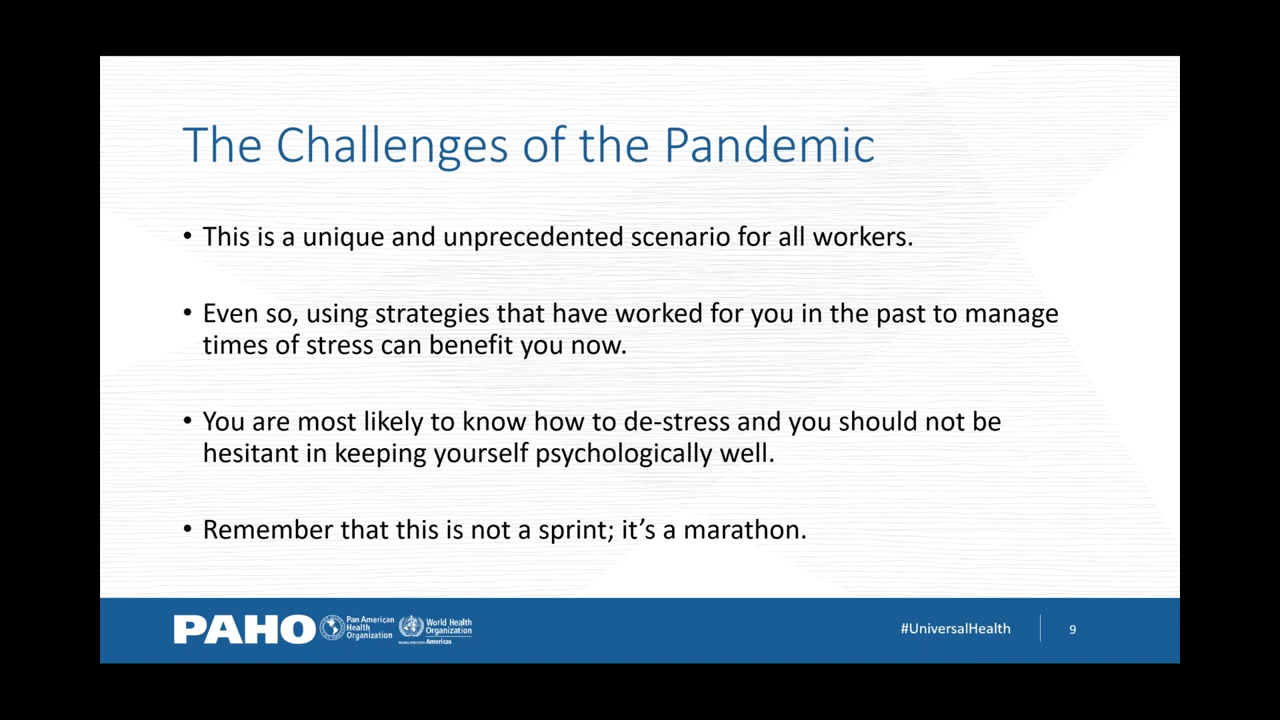 The Challenges of the Pandemic
• This is a unique and unprecedented scenario for all workers.
• Even so, using strategies that have worked for you in the past to manage
times of stress can benefit you now.
• You are most likely to know how to de-stress and you should not be
hesitant in keeping yourself psychologically well.
• Remember that this is not a sprint; it’s a marathon.
PAHO
Pan American
Health
Organization
World Health
Organization
Americas
#UniversalHealth
9